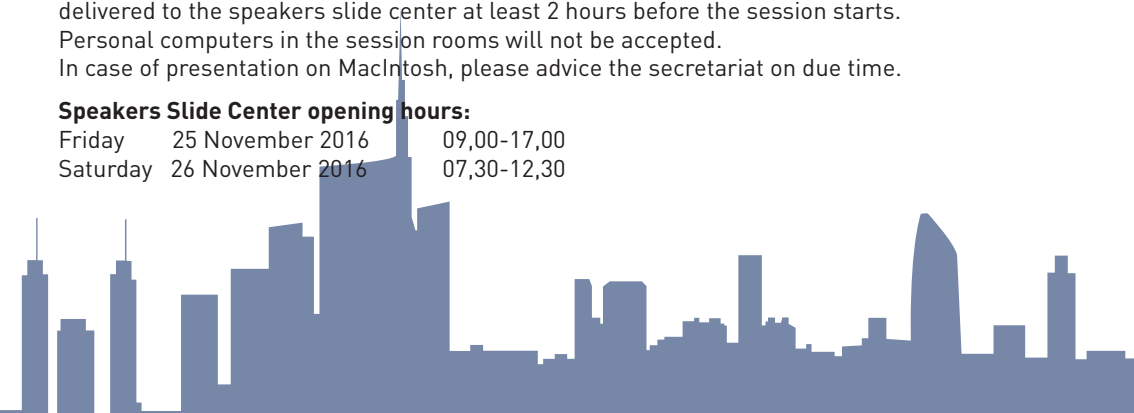 delivered to the speakers slide center at least 2 hours before the session starts.
Personal computers in the session rooms will not be accepted.
In case of presentation on MacIntosh, please advice the secretariat on due time.
Speakers Slide Center opening hours:
Friday 25 November 2016 09,00-17,00
Saturday 26 November 2016 07,30-12,30